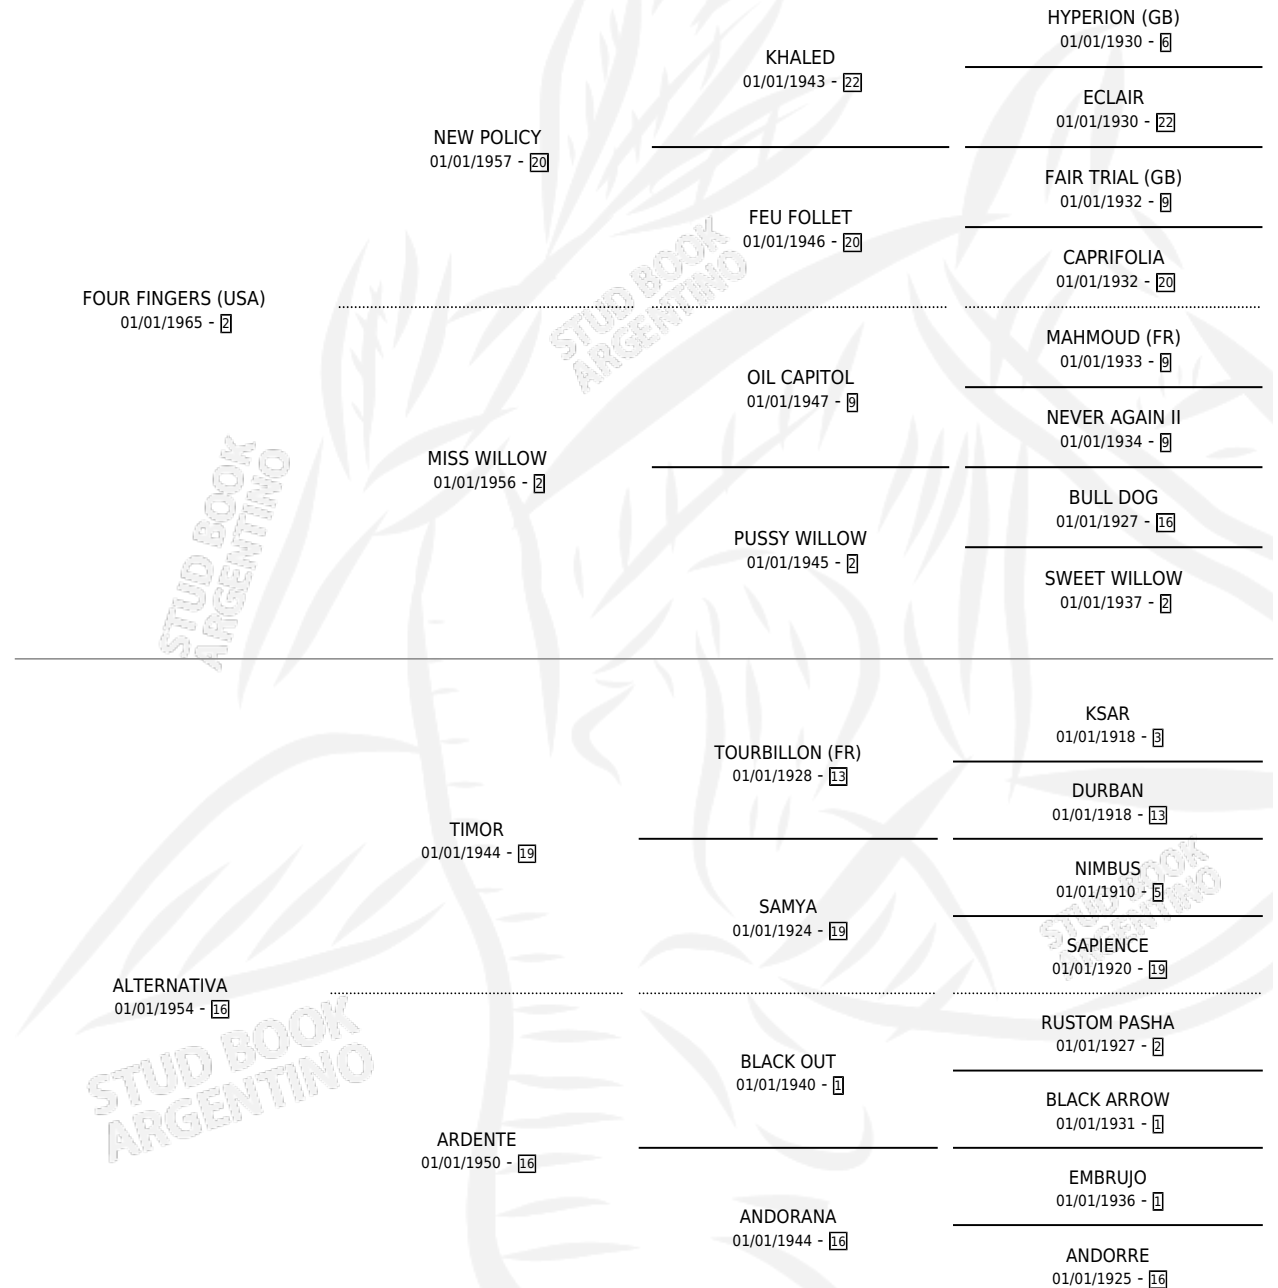 HYPERION (GB)
01/01/1930 - 6
KHALED
01/01/1943 - 22
ECLAIR
01/01/1930 - 22
NEW POLICY
01/01/1957 - 20
FAIR TRIAL (GB)
01/01/1932 - 9
FEU FOLLET
01/01/1946 - 20
CAPRIFOLIA
01/01/1932 - 20
FOUR FINGERS (USA)
01/01/1965 - 2
MAHMOUD (FR)
01/01/1933 - 9
OIL CAPITOL
01/01/1947 - 9
NEVER AGAIN II
01/01/1934 - 9
MISS WILLOW
01/01/1956 - 2
BULL DOG
01/01/1927 - 16
PUSSY WILLOW
01/01/1945 - 2
SWEET WILLOW
01/01/1937 - 2
STUD BOOK
ARGENTINO
STUD BOOK
ARGENTINO
KSAR
01/01/1918 - 3
TOURBILLON (FR)
01/01/1928 - 13
DURBAN
01/01/1918 - 13
TIMOR
01/01/1944 - 19
NIMBUS
01/01/1910 - 5
SAMYA
01/01/1924 - 19
SAPIENCE
01/01/1920 - 19
STUD BOOK
ARGENTINO
ALTERNATIVA
01/01/1954 - 16
RUSTOM PASHA
01/01/1927 - 2
BLACK OUT
01/01/1940 - 1
BLACK ARROW
01/01/1931 - 1
STUD BOOK
ARGENTINO
ARDENTE
01/01/1950 - 16
EMBRUJO
01/01/1936 - 1
ANDORANA
01/01/1944 - 16
ANDORRE
01/01/1925 - 16